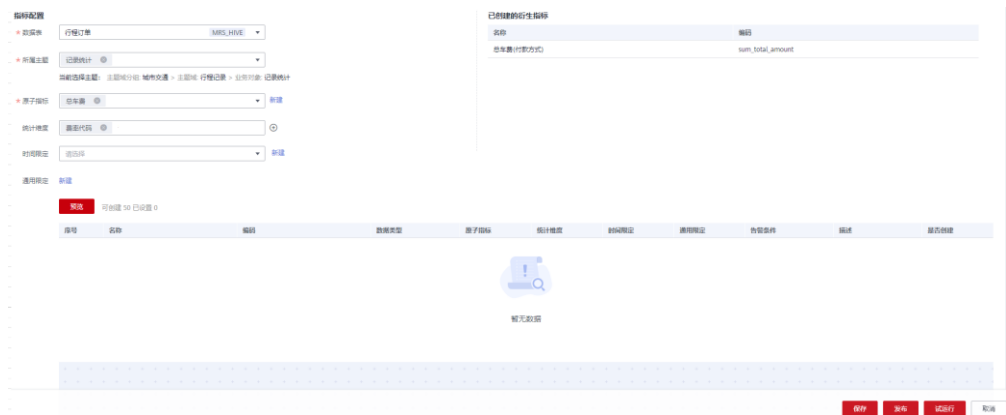 指标配置
* 数据表 行程订单 MRS_HIVE
* 所属主题 记录统计
当前选择主题： 主题域分组: 城市交通 > 主题域: 行程记录 > 业务对象: 记录统计
* 原子指标 总车费 新建
统计维度 费率代码
时间限定 请选择 新建
通用限定 新建
预览 可创建 50 已设置 0
序号 名称 编码 数据类型 原子指标 统计维度 时间限定 通用限定 告警条件 描述 是否创建
暂无数据
已创建的衍生指标
名称 编码
总车费(付款方式) sum_total_amount
保存 发布 试运行 取消